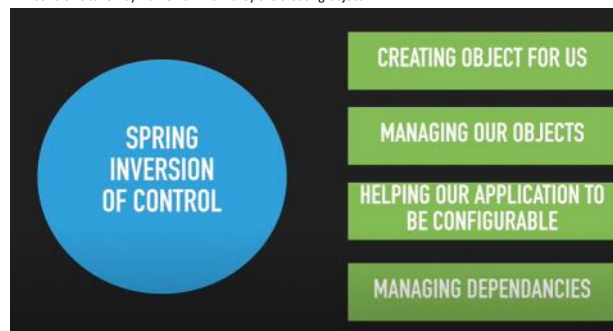 SPRING
INVERSION
OF CONTROL
CREATING OBJECT FOR US
MANAGING OUR OBJECTS
HELPING OUR APPLICATION TO
BE CONFIGURABLE
MANAGING DEPENDANCIES